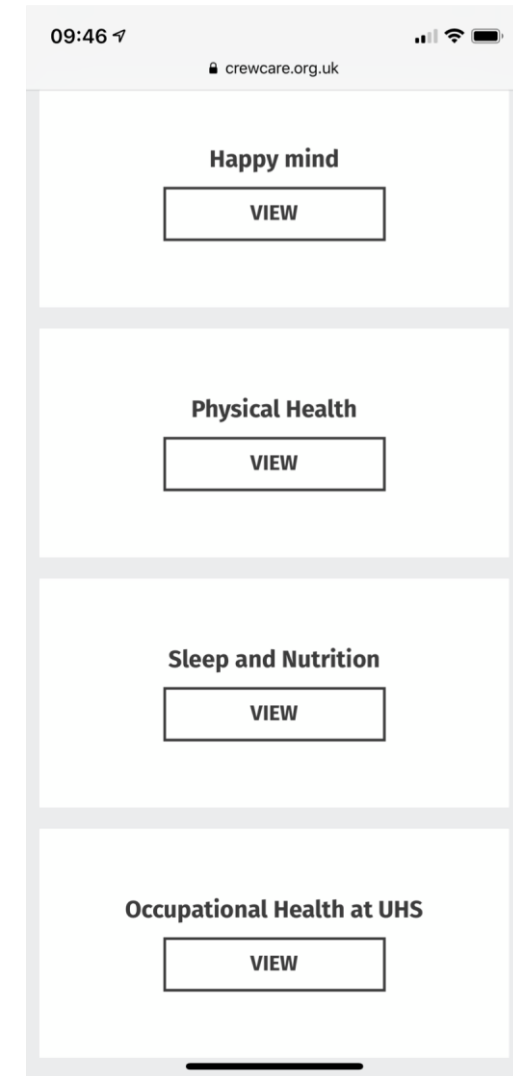 09:46
crewcare.org.uk
Happy mind
VIEW
Physical Health
VIEW
Sleep and Nutrition
VIEW
Occupational Health at UHS
VIEW